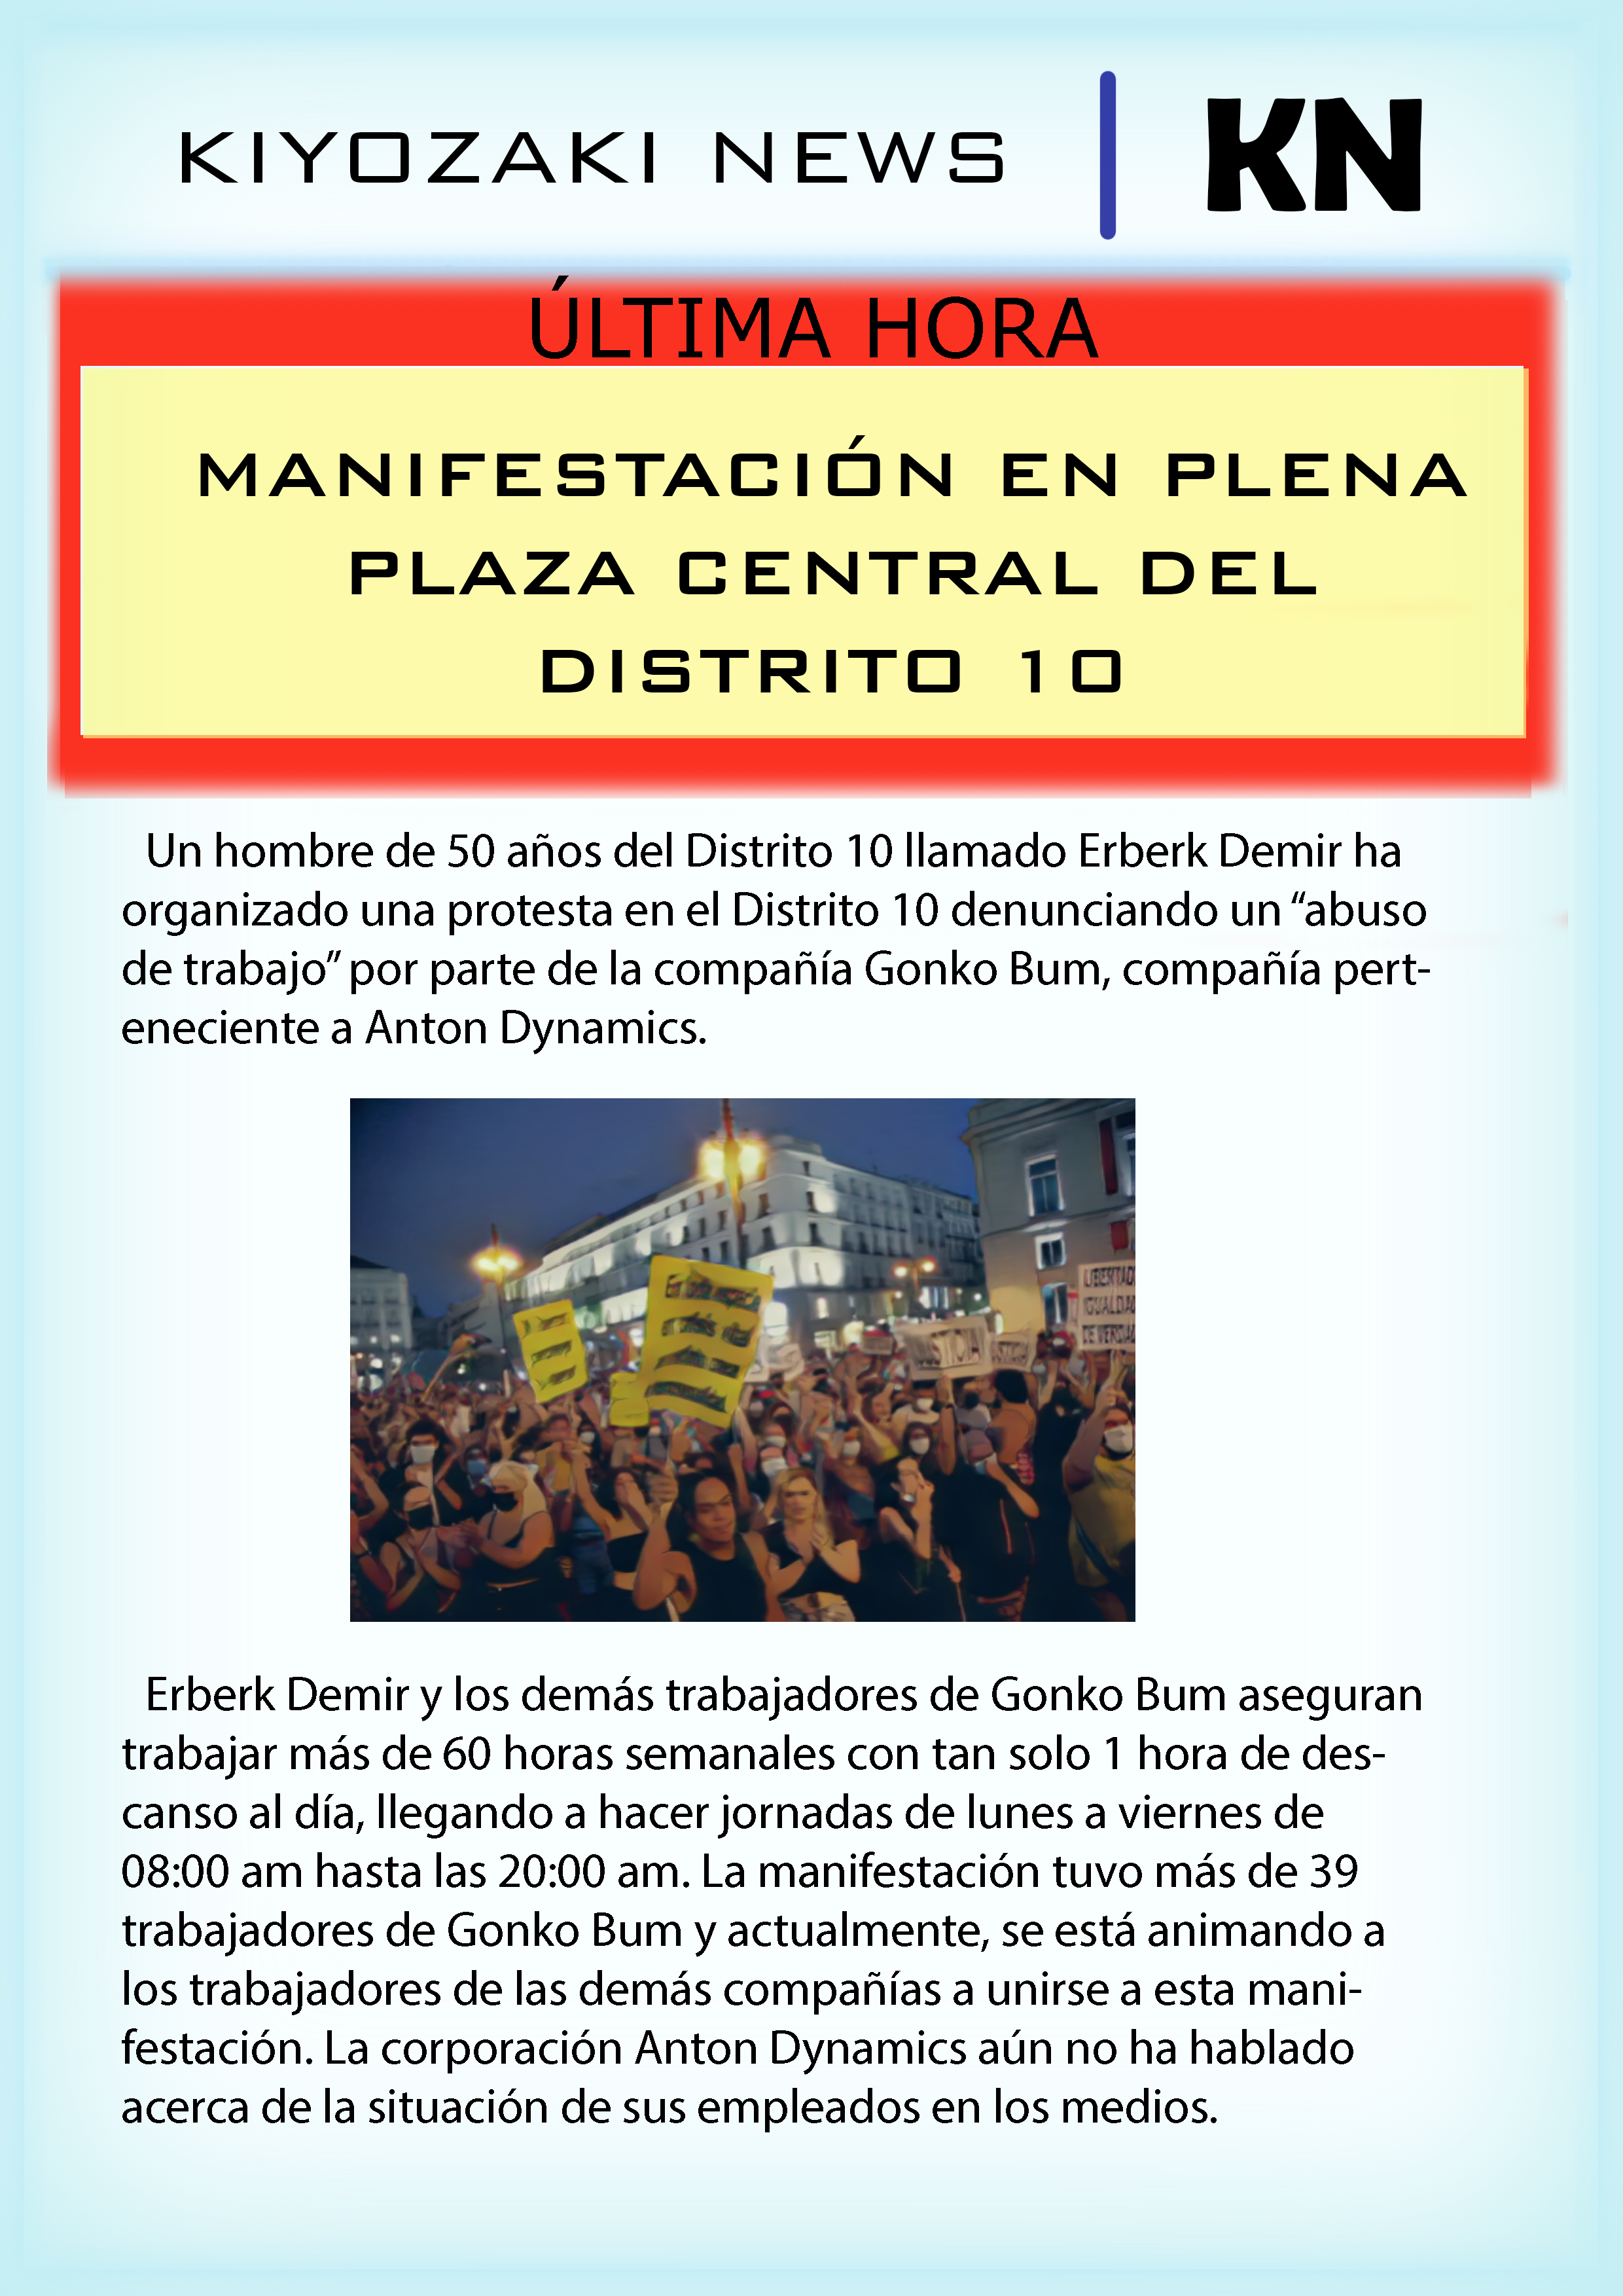 KIYOZAKI NEWS
KN
ÚLTIMA HORA
MANIFESTACIÓN EN PLENA
PLAZA CENTRAL DEL
DISTRITO 10
Un hombre de 50 años del Distrito 10 llamado Erberk Demir ha
organizado una protesta en el Distrito 10 denunciando un “abuso
de trabajo” por parte de la compañía Gonko Bum, compañía pert-
eneciente a Anton Dynamics.
LIBERTAD
IGUALDAD
DE VERDAD
JUSTICIA
Erberk Demir y los demás trabajadores de Gonko Bum aseguran
trabajar más de 60 horas semanales con tan solo 1 hora de des-
canso al día, llegando a hacer jornadas de lunes a viernes de
08:00 am hasta las 20:00 am. La manifestación tuvo más de 39
trabajadores de Gonko Bum y actualmente, se está animando a
los trabajadores de las demás compañías a unirse a esta mani-
festación. La corporación Anton Dynamics aún no ha hablado
acerca de la situación de sus empleados en los medios.